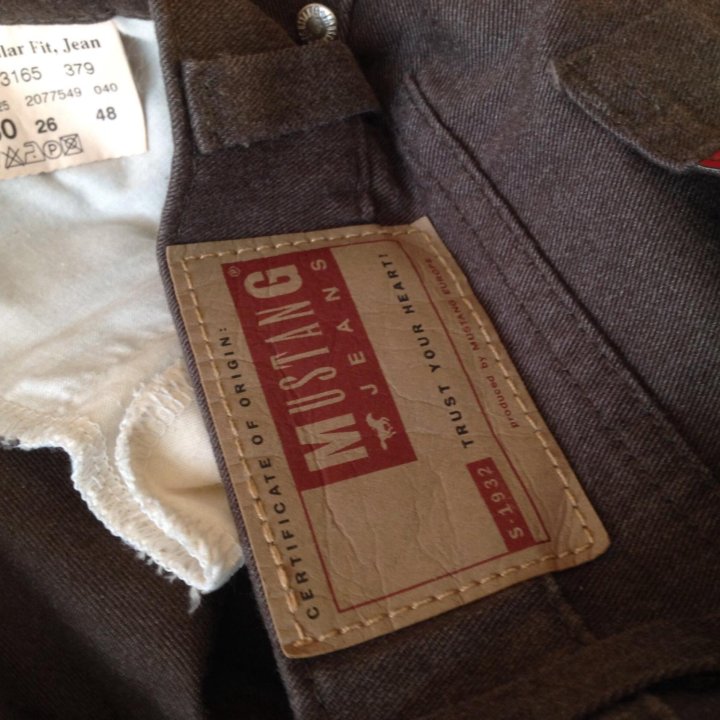 lar Fit, Jean
3165 379
25 2077549 040
0 26 48
CERTIFICATE OF ORIGIN:
MUSTANG®
JEANS
TRUST YOUR HEART!
S-1932
produced by MUSTANG EUROPE